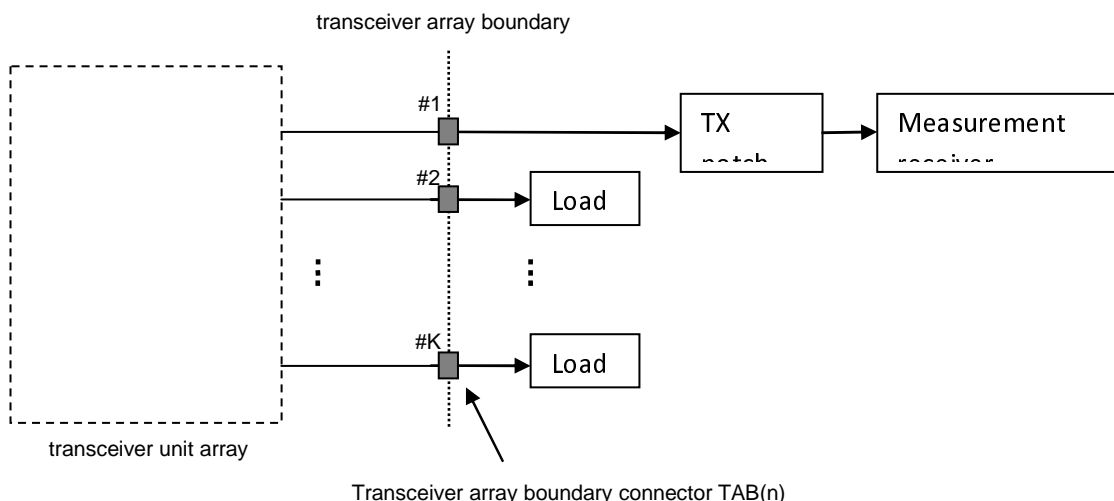 transceiver array boundary
#1
TX
Measurement
#2
Load
#K
Load
transceiver unit array
Transceiver array boundary connector TAB(n)